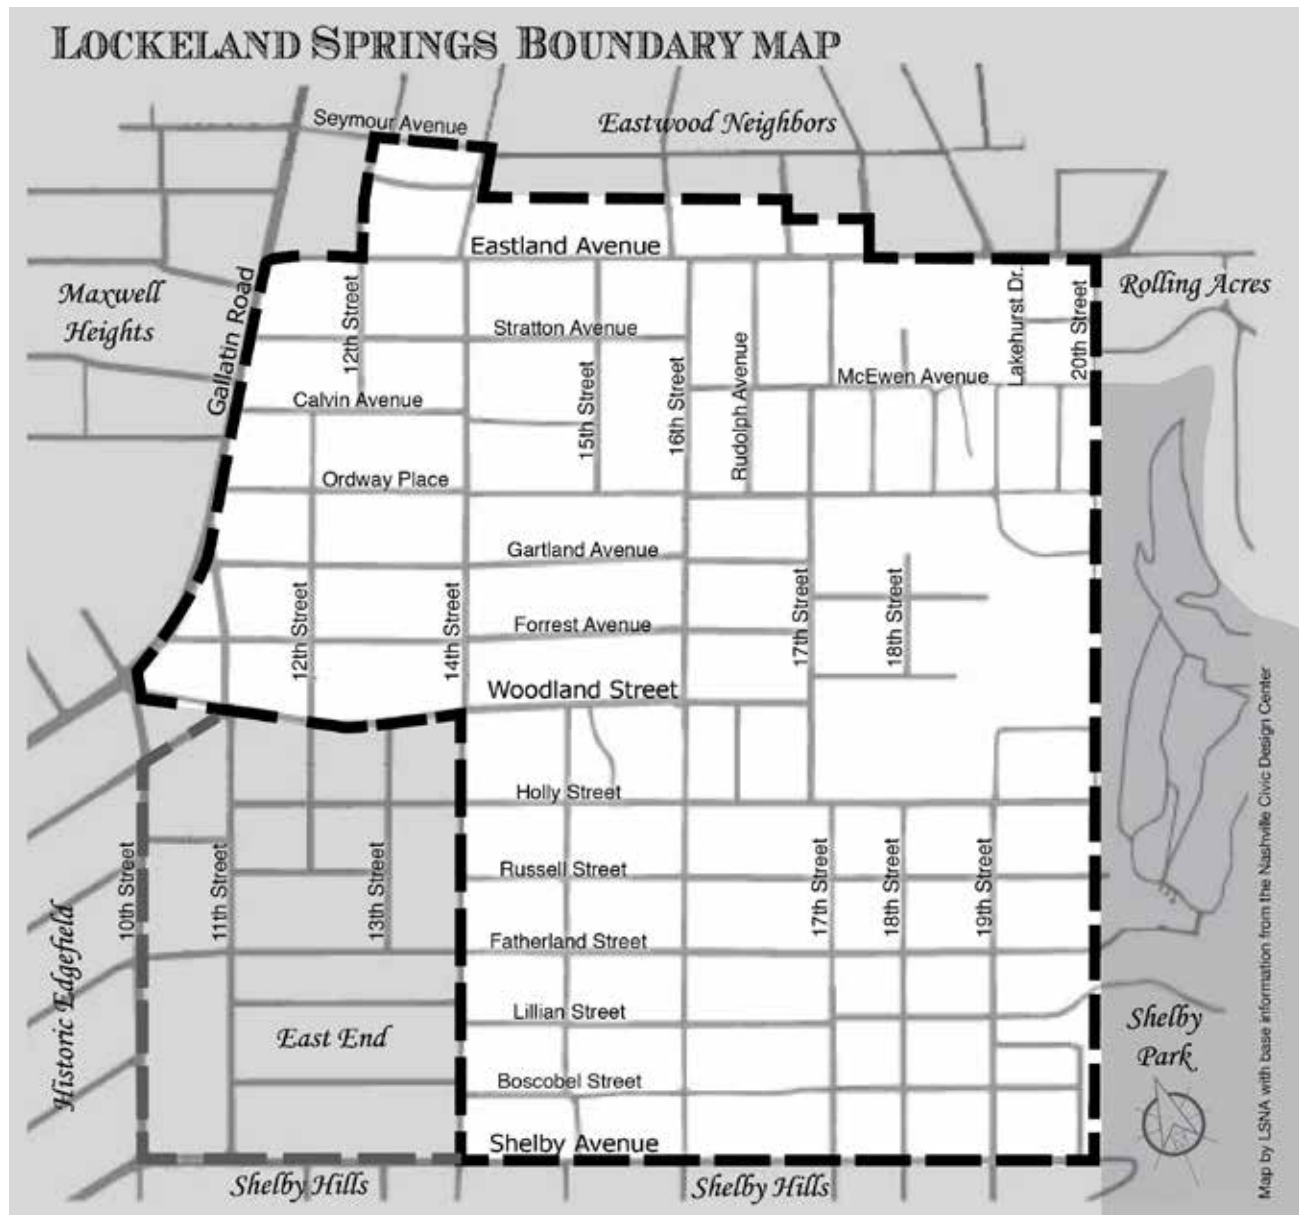 LOCKELAND SPRINGS BOUNDARY MAP
Seymour Avenue
Eastwood Neighbors
Eastland Avenue
Maxwell
Heights
Gallatin Road
12th Street
Stratton Avenue
Lakehurst Dr.
20th Street
Rolling Acres
Calvin Avenue
15th Street
16th Street
Rudolph Avenue
McEwen Avenue
Ordway Place
Gartland Avenue
12th Street
14th Street
Forrest Avenue
17th Street
18th Street
Woodland Street
Holly Street
10th Street
11th Street
13th Street
Russell Street
17th Street
18th Street
19th Street
Historic Edgefield
Fatherland Street
Lillian Street
East End
Shelby
Park
Boscobel Street
Shelby Avenue
Shelby Hills
Shelby Hills
Map by LSNA with base information from the Nashville Civic Design Center